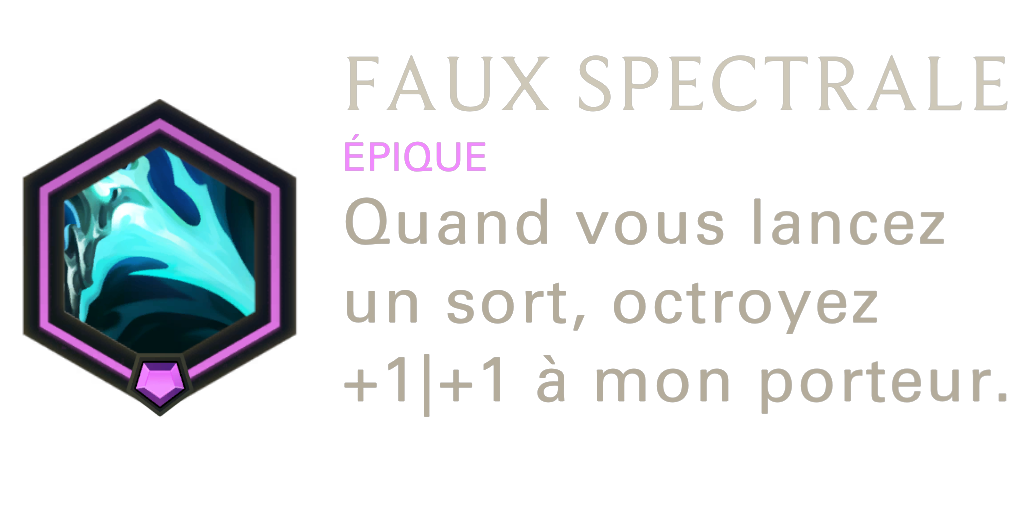 FAUX SPECTRALE
ÉPIQUE
Quand vous lancez
un sort, octroyez
+1|+1 à mon porteur.